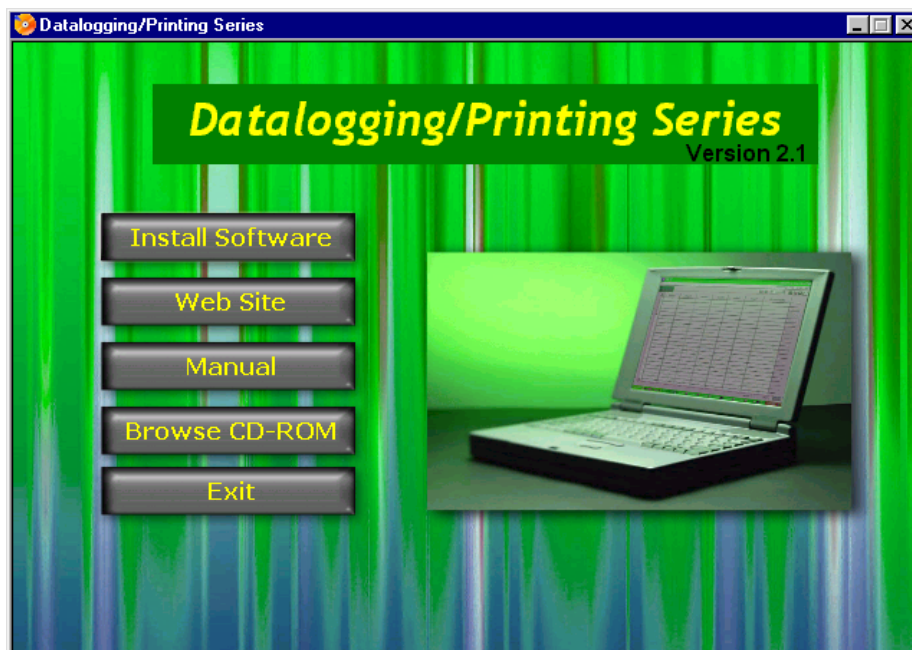 Datalogging/Printing Series
Datalogging/Printing Series
Version 2.1
Install Software
Web Site
Manual
Browse CD-ROM
Exit